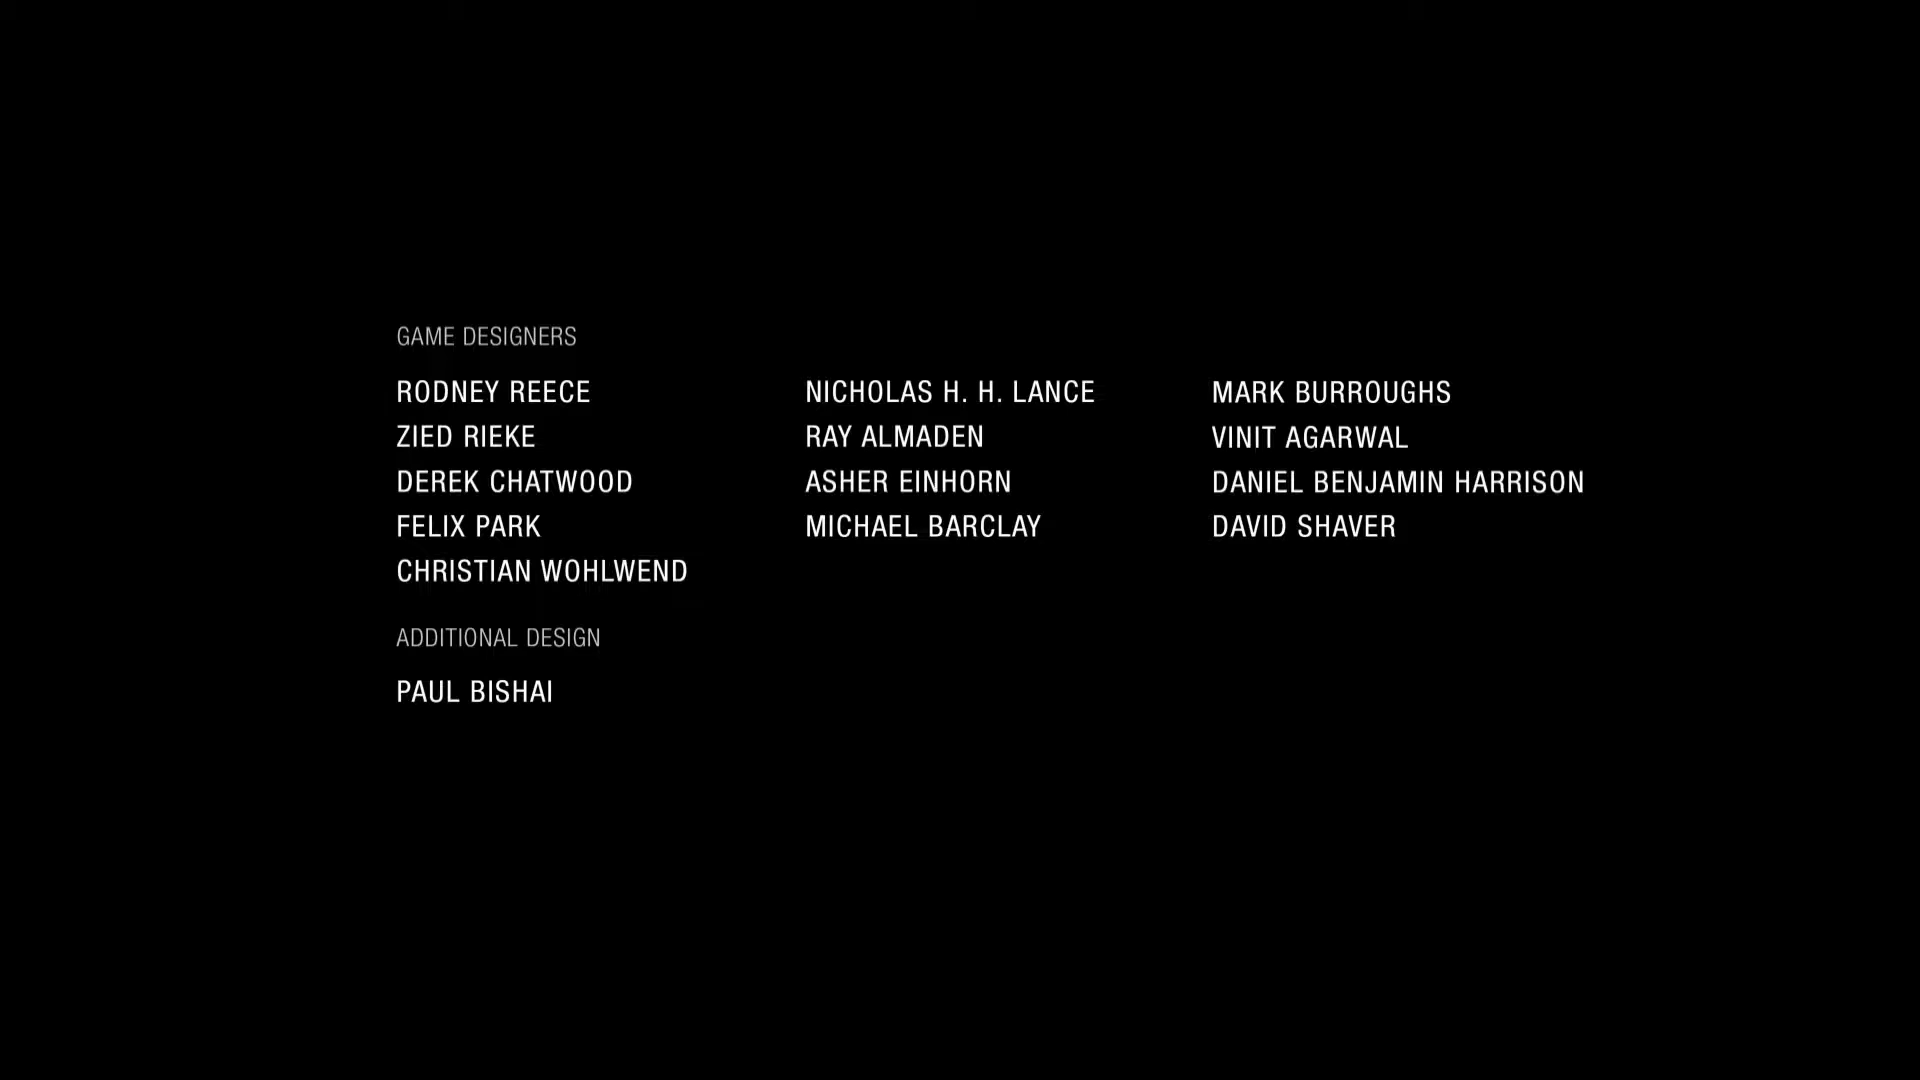 GAME DESIGNERS
RODNEY REECE
ZIED RIEKE
DEREK CHATWOOD
FELIX PARK
CHRISTIAN WOHLWEND
NICHOLAS H. H. LANCE
RAY ALMADEN
ASHER EINHORN
MICHAEL BARCLAY
MARK BURROUGHS
VINIT AGARWAL
DANIEL BENJAMIN HARRISON
DAVID SHAVER
ADDITIONAL DESIGN
PAUL BISHAI